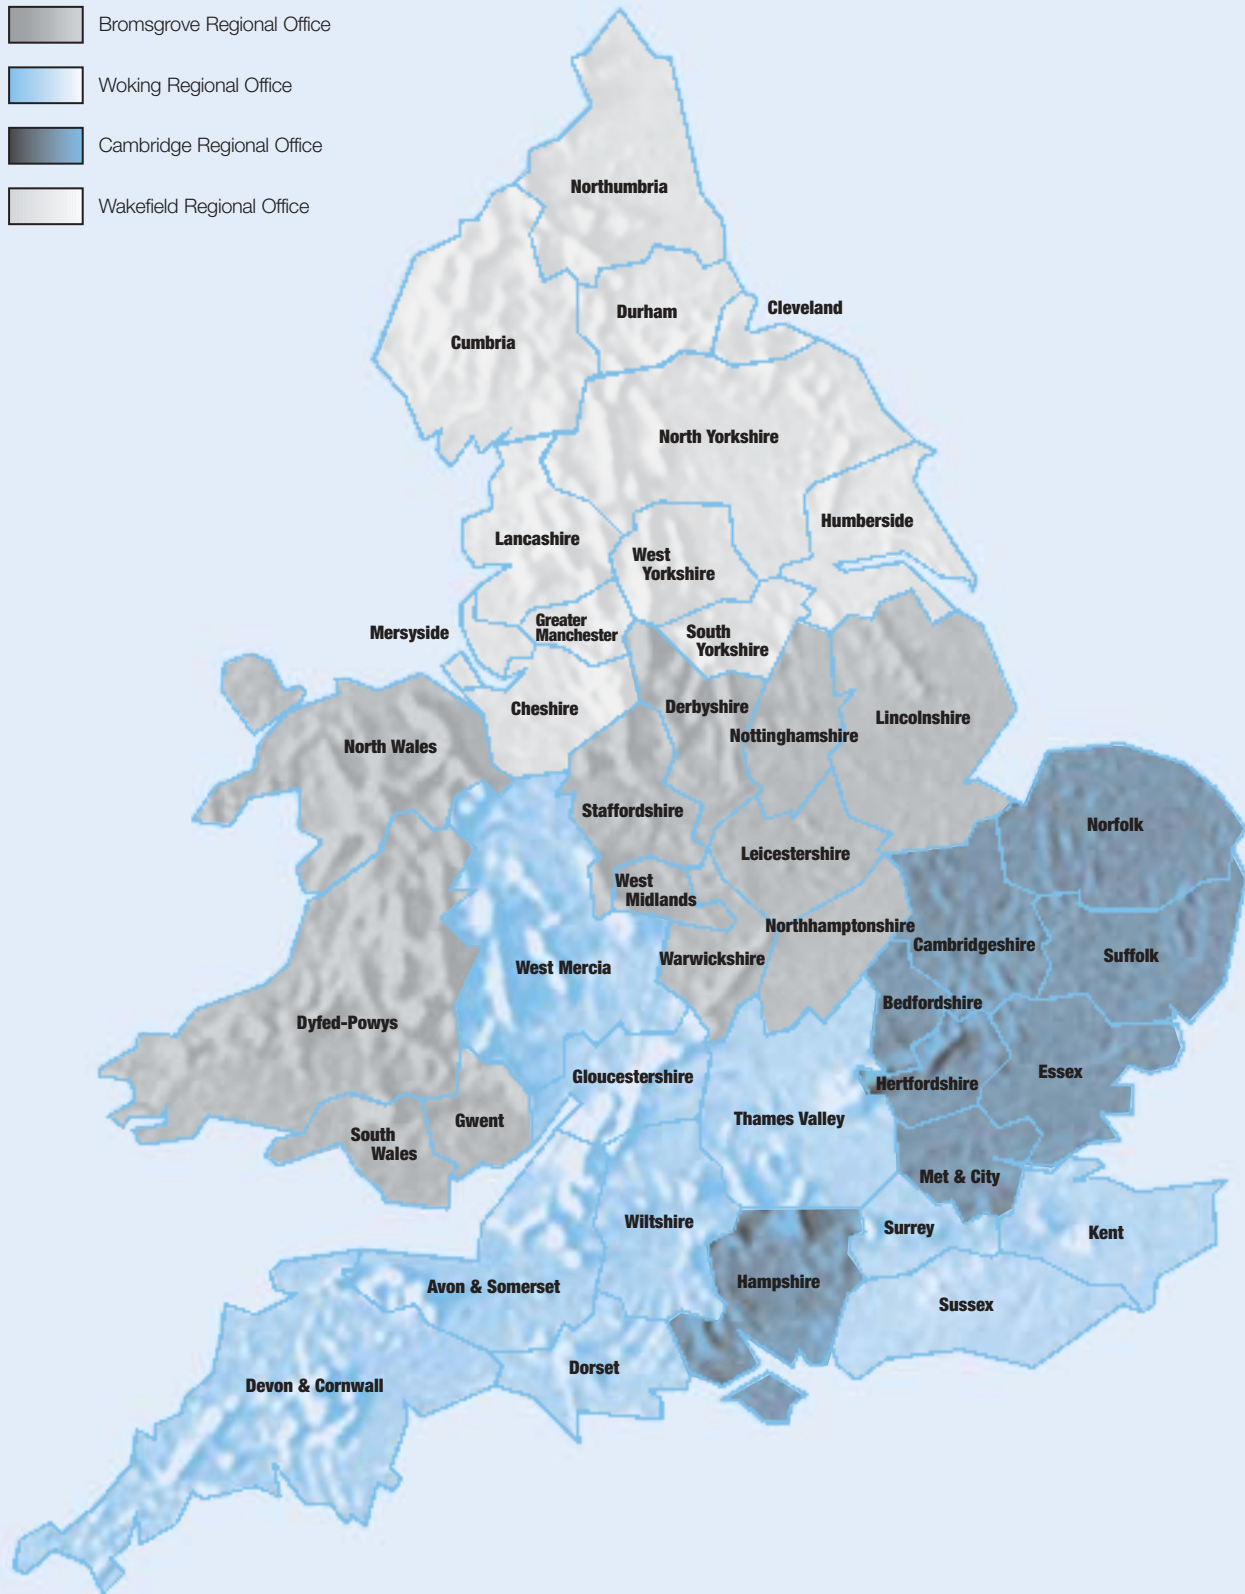 Bromsgrove Regional Office
Woking Regional Office
Cambridge Regional Office
Wakefield Regional Office
Northumbria
Cleveland
Durham
Cumbria
North Yorkshire
Humberside
Lancashire
West
Yorkshire
Greater
Manchester
Mersyside
South
Yorkshire
Cheshire
Derbyshire
Lincolnshire
Nottinghamshire
North Wales
Staffordshire
Norfolk
Leicestershire
West
Midlands
Northhamptonshire
Cambridgeshire
Suffolk
Warwickshire
West Mercia
Bedfordshire
Dyfed-Powys
Essex
Gloucestershire
Hertfordshire
Thames Valley
Gwent
South
Wales
Met & City
Wiltshire
Surrey
Kent
Hampshire
Avon & Somerset
Sussex
Dorset
Devon & Cornwall